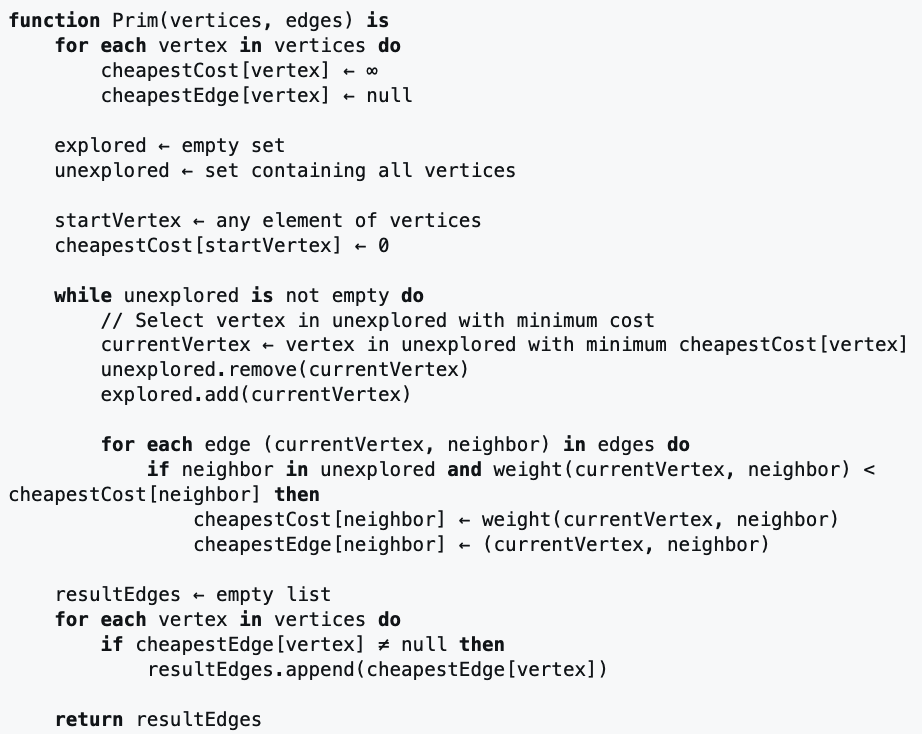 function Prim(vertices, edges) is
    for each vertex in vertices do
        cheapestCost[vertex] ← ∞
        cheapestEdge[vertex] ← null

    explored ← empty set
    unexplored ← set containing all vertices

    startVertex ← any element of vertices
    cheapestCost[startVertex] ← 0

    while unexplored is not empty do
        // Select vertex in unexplored with minimum cost
        currentVertex ← vertex in unexplored with minimum cheapestCost[vertex]
        unexplored.remove(currentVertex)
        explored.add(currentVertex)

        for each edge (currentVertex, neighbor) in edges do
            if neighbor in unexplored and weight(currentVertex, neighbor) <
cheapestCost[neighbor] then
                cheapestCost[neighbor] ← weight(currentVertex, neighbor)
                cheapestEdge[neighbor] ← (currentVertex, neighbor)

    resultEdges ← empty list
    for each vertex in vertices do
        if cheapestEdge[vertex] ≠ null then
            resultEdges.append(cheapestEdge[vertex])

    return resultEdges